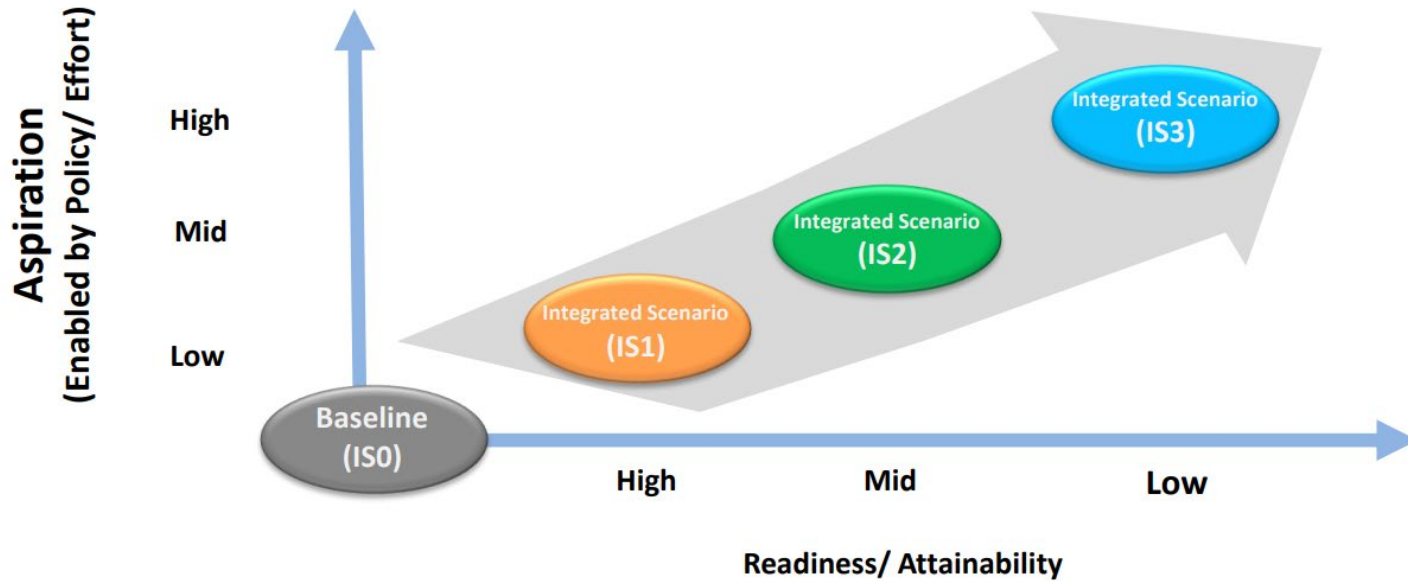 Aspiration
(Enabled by Policy/ Effort)
High
Mid
Low
Integrated Scenario
(IS3)
Integrated Scenario
(IS2)
Integrated Scenario
(IS1)
Baseline
(IS0)
High
Mid
Low
Readiness/ Attainability